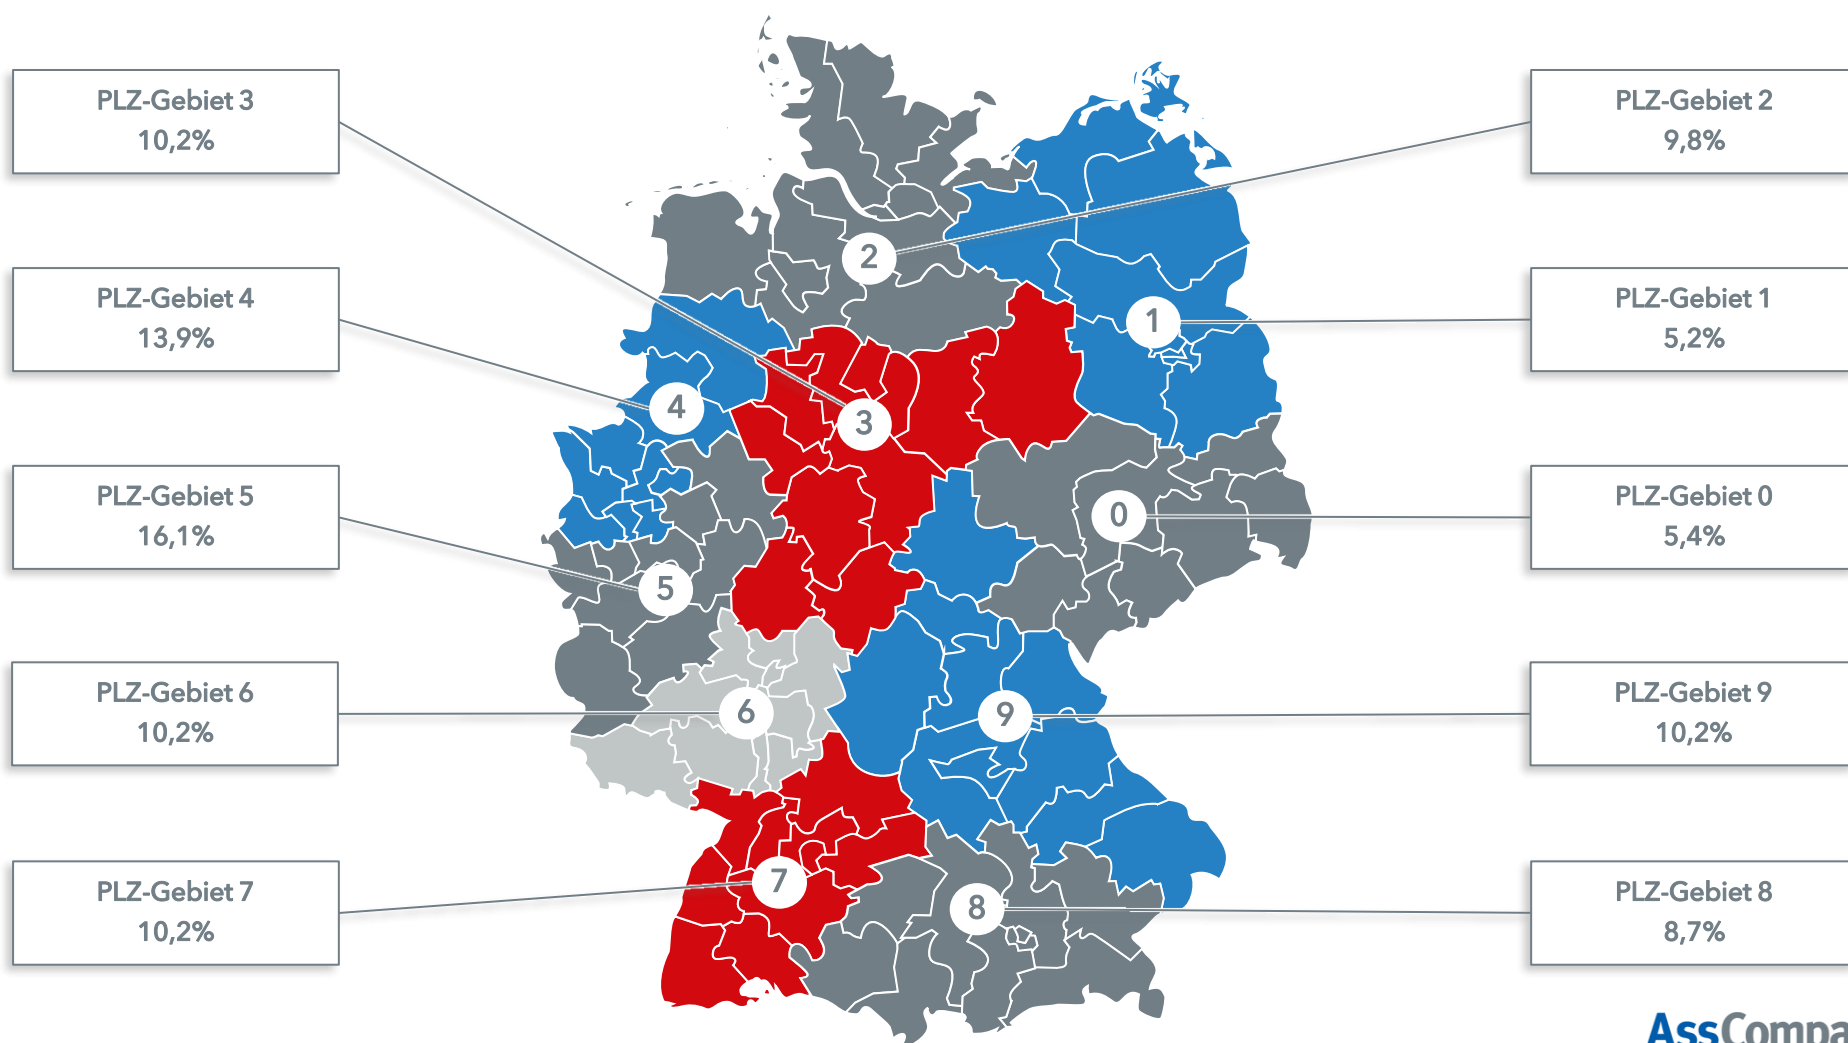 PLZ-Gebiet 3
10,2%
PLZ-Gebiet 2
9,8%
PLZ-Gebiet 4
13,9%
PLZ-Gebiet 1
5,2%
PLZ-Gebiet 5
16,1%
PLZ-Gebiet 0
5,4%
PLZ-Gebiet 6
10,2%
PLZ-Gebiet 9
10,2%
PLZ-Gebiet 7
10,2%
PLZ-Gebiet 8
8,7%
2
1
4
3
0
5
6
9
7
8
AssCompa